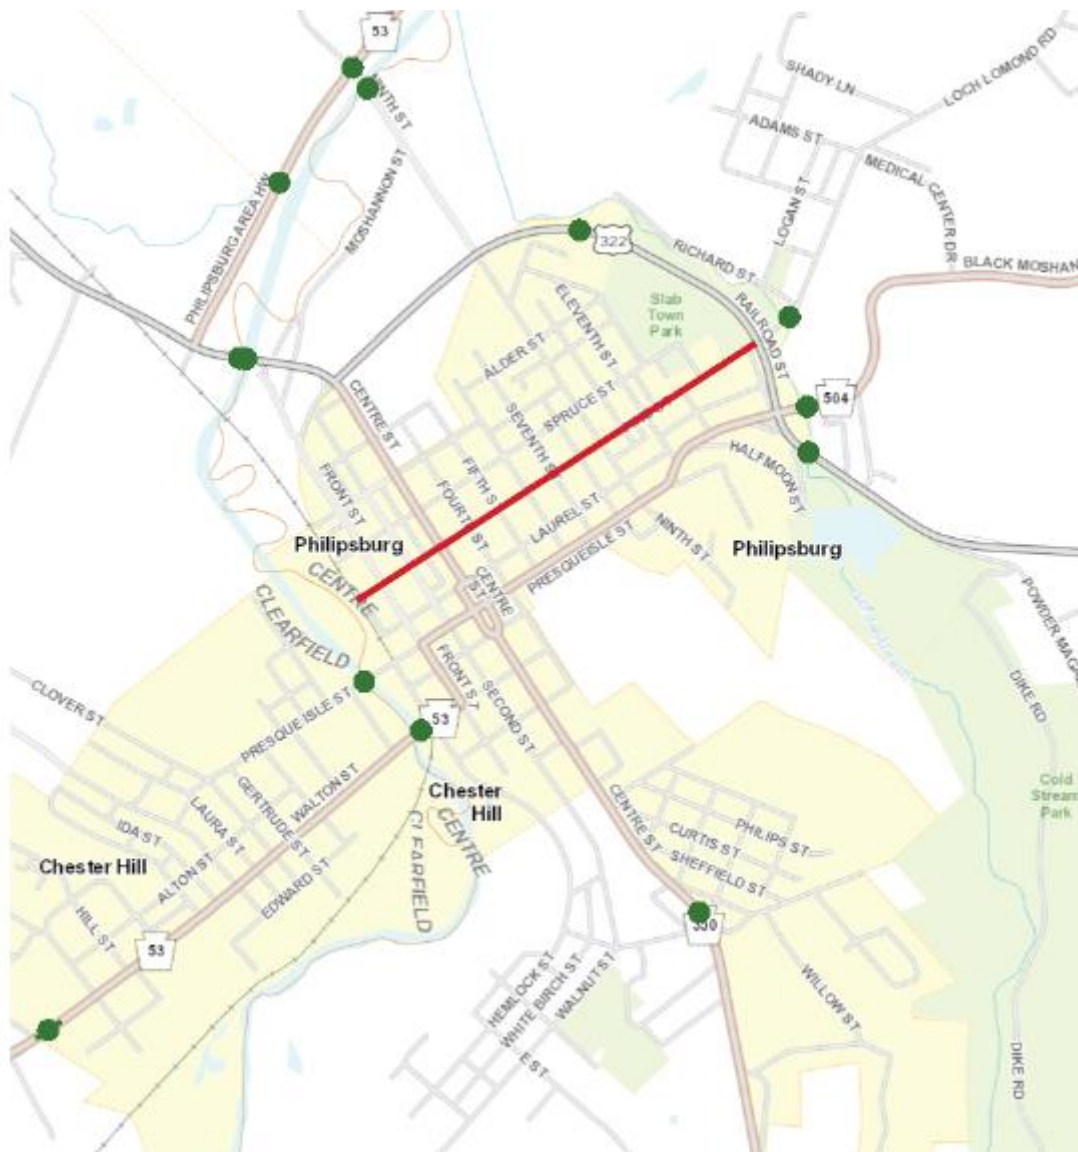 53
NTH ST
SHADY LN
LOCH LOMOND RD
ADAMS ST
MEDICAL CENTER DR
LOGAN ST
MOSHANNON ST
PHILIPSBURG AREA HW
322
RICHARD ST
BLACK MOSHAN
ELEVENTH ST
Slab
Town
Park
RAILROAD ST
ALDER ST
CENTRE ST
SPRUCE ST
SEVENTH S
504
HALFMOON ST
FIFTH S
FRONT ST
FOURTH ST
LAUREL ST
NINTH ST
Philipsburg
PRESQUEISLE ST
Philipsburg
CENTRE
CENTRE
ST
CLEARFIELD
POWDER MAG
DIKE RD
FRONT ST
SECOND ST
CLOVER ST
PRESQUE ISLE ST
53
Chester
Hill
WALTON ST
GERTRUDE ST
LAURA ST
IDA ST
CENTRE
CLEARFIELD
CENTRE ST
CURTIS ST
PHILIPS ST
SHEFFIELD ST
Cold
Stream
Park
Chester Hill
ALTON ST
EDWARD ST
HILL ST
53
HEMLOCK ST
WHITE BIRCH ST
WALNUT ST
E ST
WILLOW ST
DIKE RD